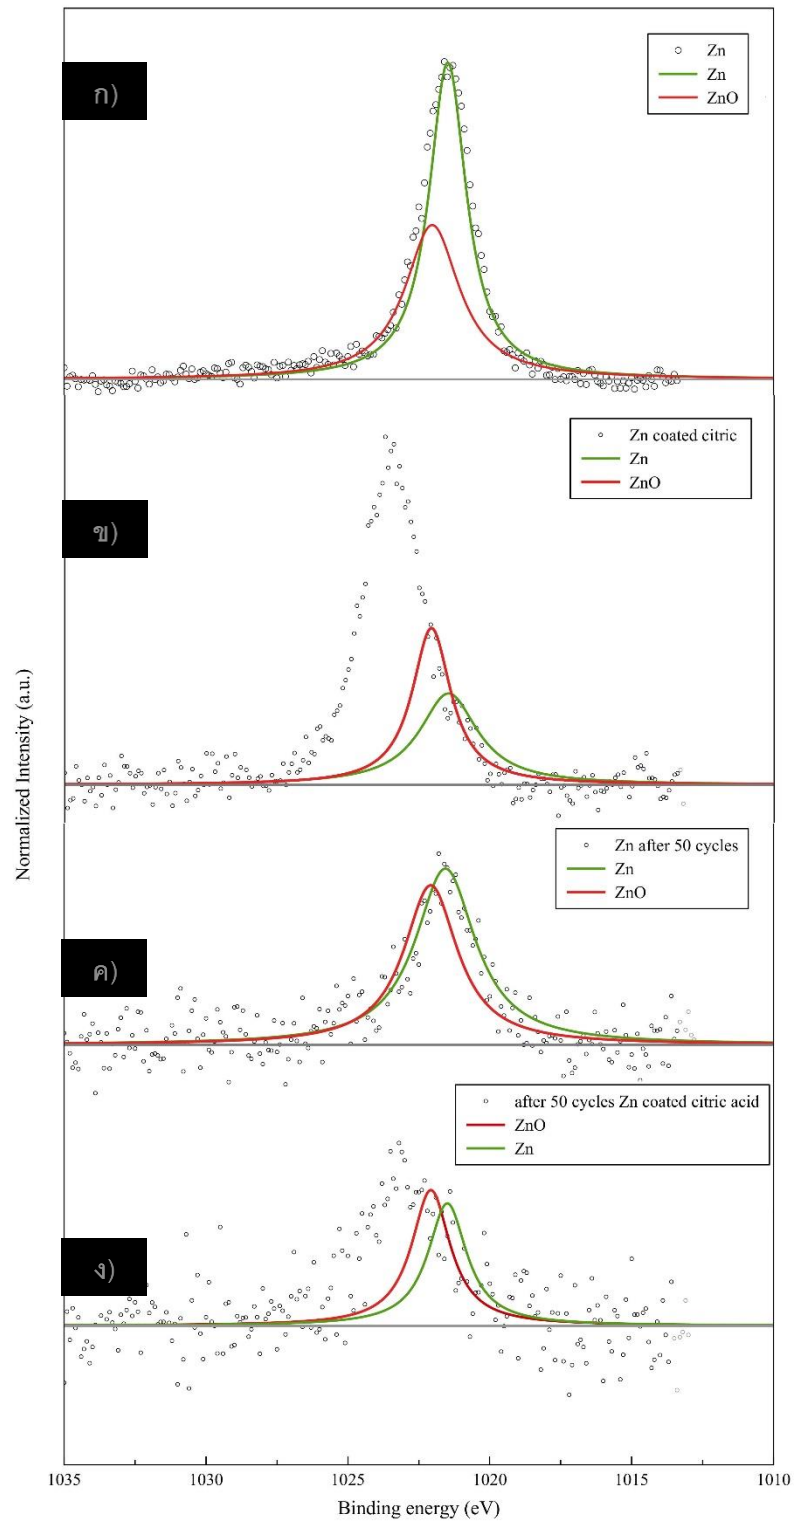 ก)
Zn
Zn
ZnO
ข)
Zn coated citric
Zn
ZnO
Normalized Intensity (a.u.)
ค)
Zn after 50 cycles
Zn
ZnO
ง)
after 50 cycles Zn coated citric acid
ZnO
Zn
1035 1030 1025 1020 1015 1010
Binding energy (eV)